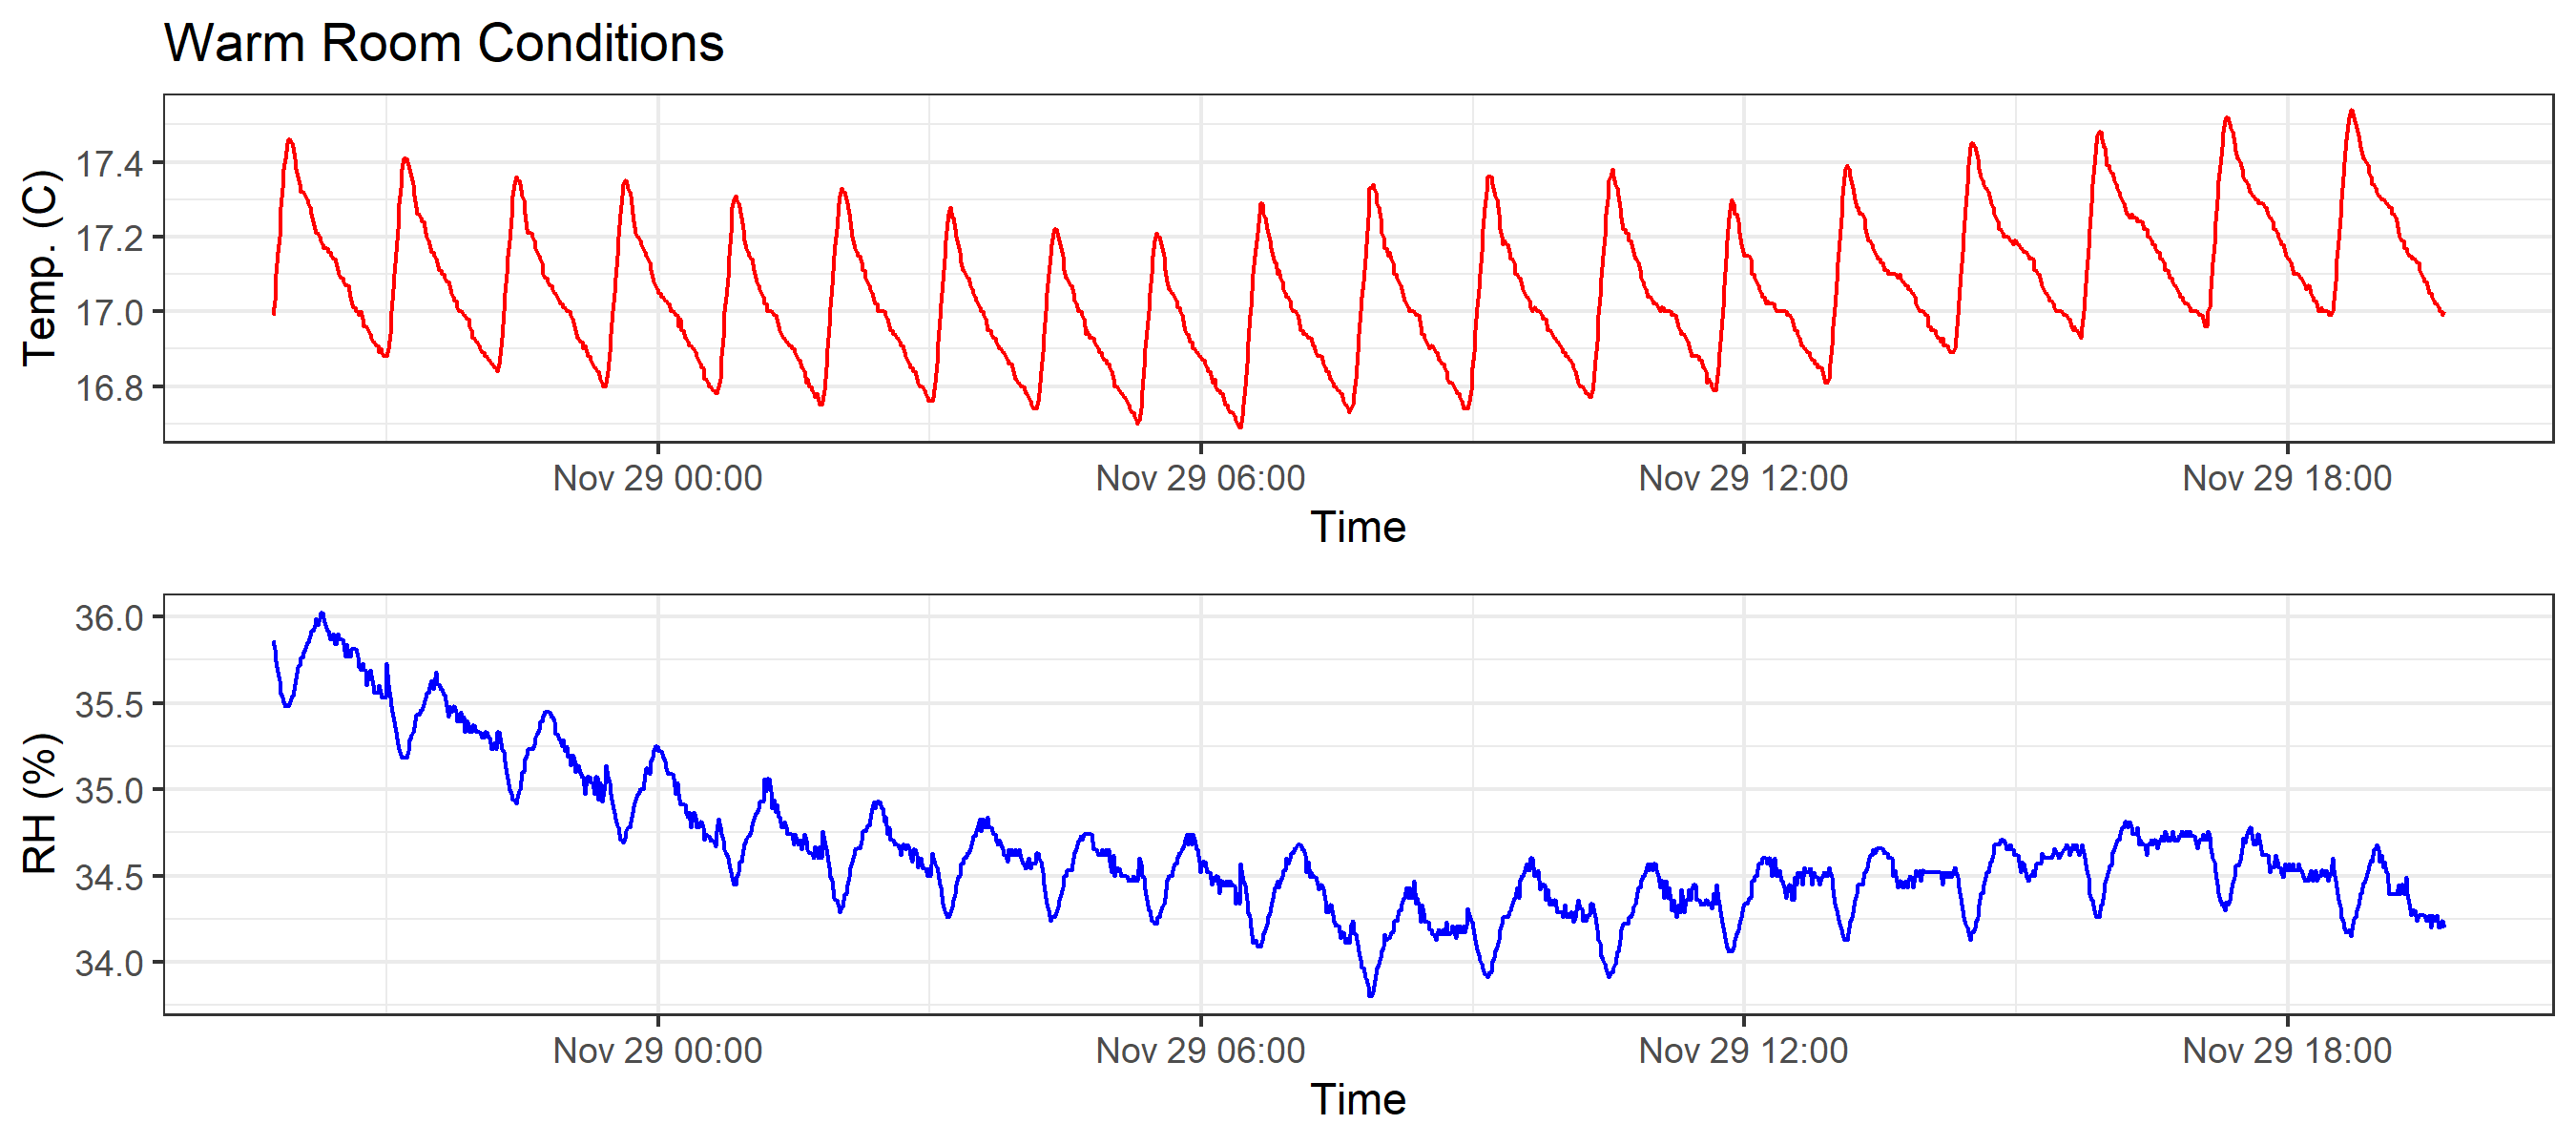 Warm Room Conditions
Temp. (C)
17.4
17.2
17.0
16.8
Nov 29 00:00 Nov 29 06:00 Nov 29 12:00 Nov 29 18:00
Time
RH (%)
36.0
35.5
35.0
34.5
34.0
Nov 29 00:00 Nov 29 06:00 Nov 29 12:00 Nov 29 18:00
Time